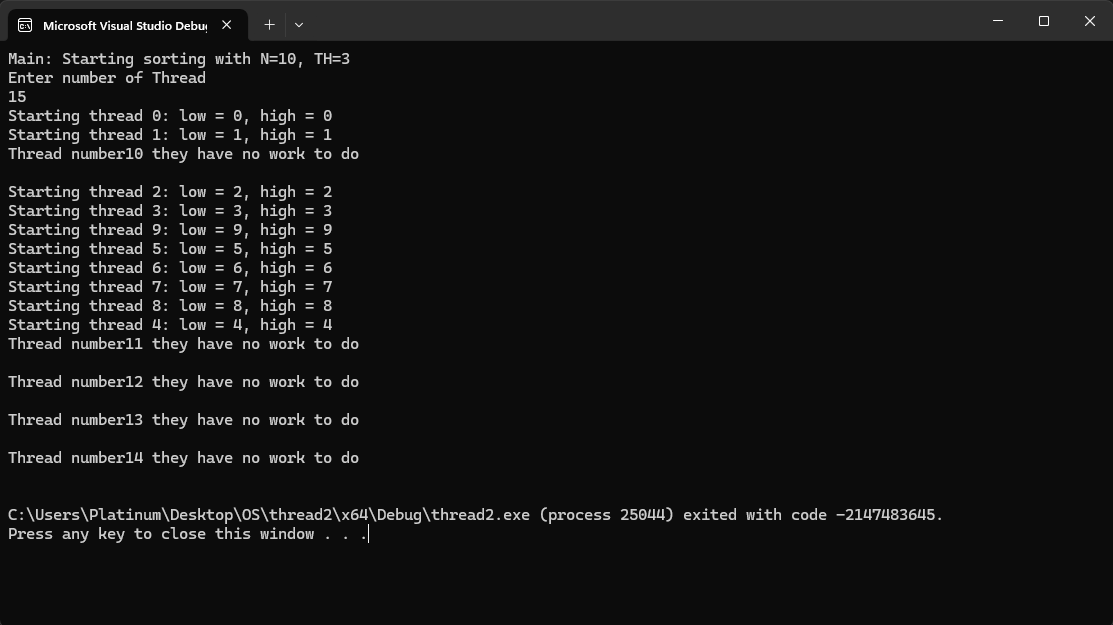 Microsoft Visual Studio Debu
Main: Starting sorting with N=10, TH=3
Enter number of Thread
15
Starting thread 0: low = 0, high = 0
Starting thread 1: low = 1, high = 1
Thread number10 they have no work to do
Starting thread 2: low = 2, high = 2
Starting thread 3: low = 3, high = 3
Starting thread 9: low = 9, high = 9
Starting thread 5: low = 5, high = 5
Starting thread 6: low = 6, high = 6
Starting thread 7: low = 7, high = 7
Starting thread 8: low = 8, high = 8
Starting thread 4: low = 4, high = 4
Thread number11 they have no work to do
Thread number12 they have no work to do
Thread number13 they have no work to do
Thread number14 they have no work to do
C:\Users\Platinum\Desktop\OS\thread2\x64\Debug\thread2.exe (process 25044) exited with code -2147483645.
Press any key to close this window . . .